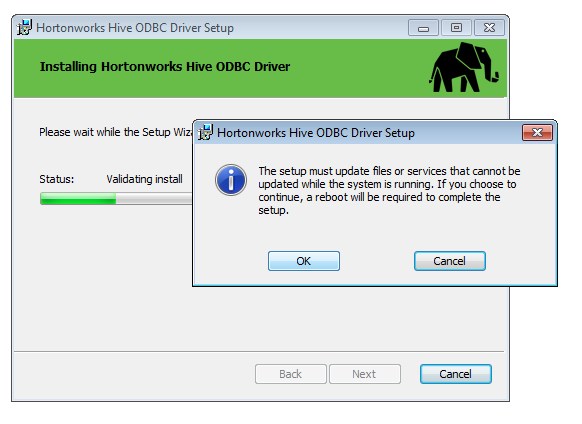 Hortonworks Hive ODBC Driver Setup
Installing Hortonworks Hive ODBC Driver
Please wait while the Setup Wiza
Status: Validating install
Hortonworks Hive ODBC Driver Setup
The setup must update files or services that cannot be
updated while the system is running. If you choose to
continue, a reboot will be required to complete the
setup.
OK Cancel
Back Next Cancel